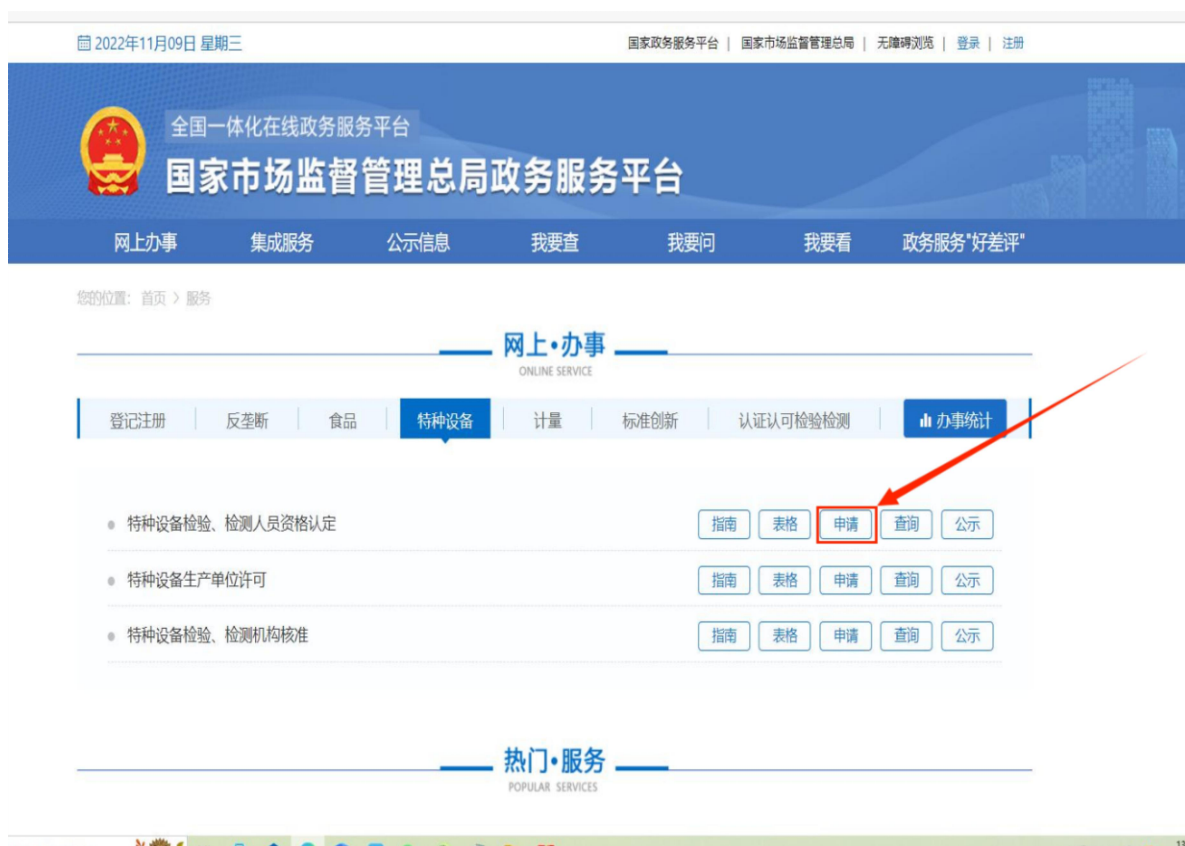 2022年11月09日 星期三 国家政务服务平台 | 国家市场监督管理总局 | 无障碍浏览 | 登录 | 注册
全国一体化在线政务服务平台
国家市场监督管理总局政务服务平台
网上办事 集成服务 公示信息 我要查 我要问 我要看 政务服务"好差评"
您的位置：首页 > 服务
网上•办事
ONLINE SERVICE
登记注册 反垄断 食品 特种设备 计量 标准创新 认证认可检验检测 办事统计
特种设备检验、检测人员资格认定 指南 表格 申请 查询 公示
特种设备生产单位许可 指南 表格 申请 查询 公示
特种设备检验、检测机构核准 指南 表格 申请 查询 公示
热门•服务
POPULAR SERVICES